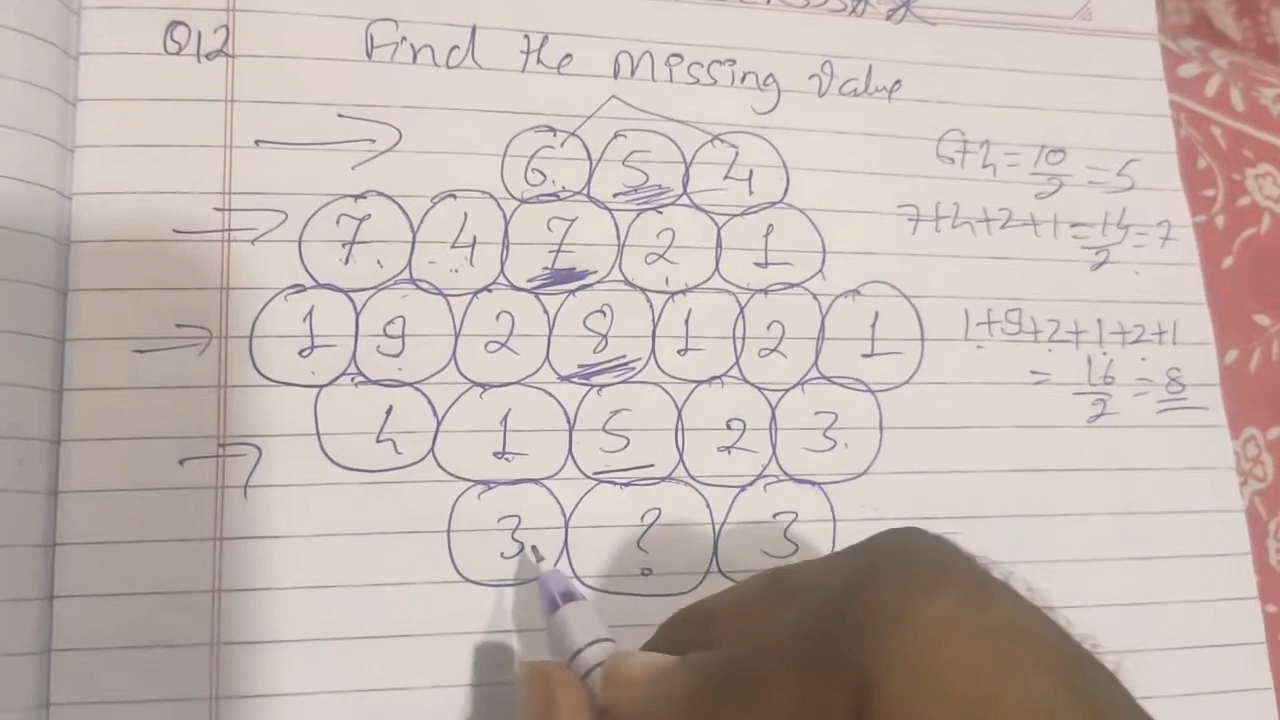 Q12 Find the missing value
6 5 4
6+4=10/2=5
7 4 7 2 1
7+4+2+1=14/2=7
1 9 2 8 1 2 1
1+9+2+1+2+1
=16/2=8
4 1 5 2 3
3 ? 3